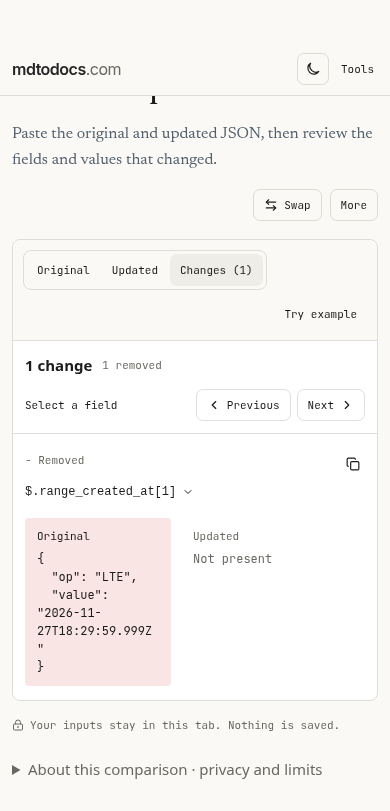 mdtodocs.com
Tools
Paste the original and updated JSON, then review the
fields and values that changed.
Swap
More
Original
Updated
Changes (1)
Try example
1 change
1 removed
Select a field
Previous
Next
- Removed
$.range_created_at[1]
Original
{
"op": "LTE",
"value":
"2026-11-
27T18:29:59.999Z
"
}
Updated
Not present
Your inputs stay in this tab. Nothing is saved.
About this comparison · privacy and limits